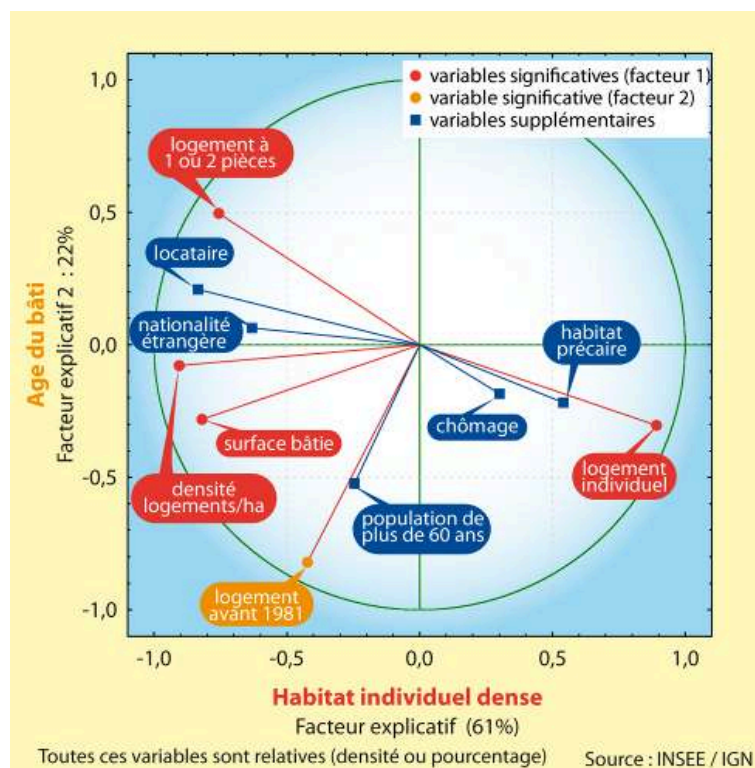 variables significatives (facteur 1)
variable significative (facteur 2)
variables supplémentaires
1,0
0,5
0,0
-0,5
-1,0
Age du bâti
Facteur explicatif 2 : 22%
logement à
1 ou 2 pièces
locataire
nationalité
étrangère
habitat
précaire
chômage
surface bâtie
densité
logements/ha
logement
individuel
population de
plus de 60 ans
logement
avant 1981
-1,0
-0,5
0,0
0,5
1,0
Habitat individuel dense
Facteur explicatif (61%)
Toutes ces variables sont relatives (densité ou pourcentage)
Source : INSEE / IGN